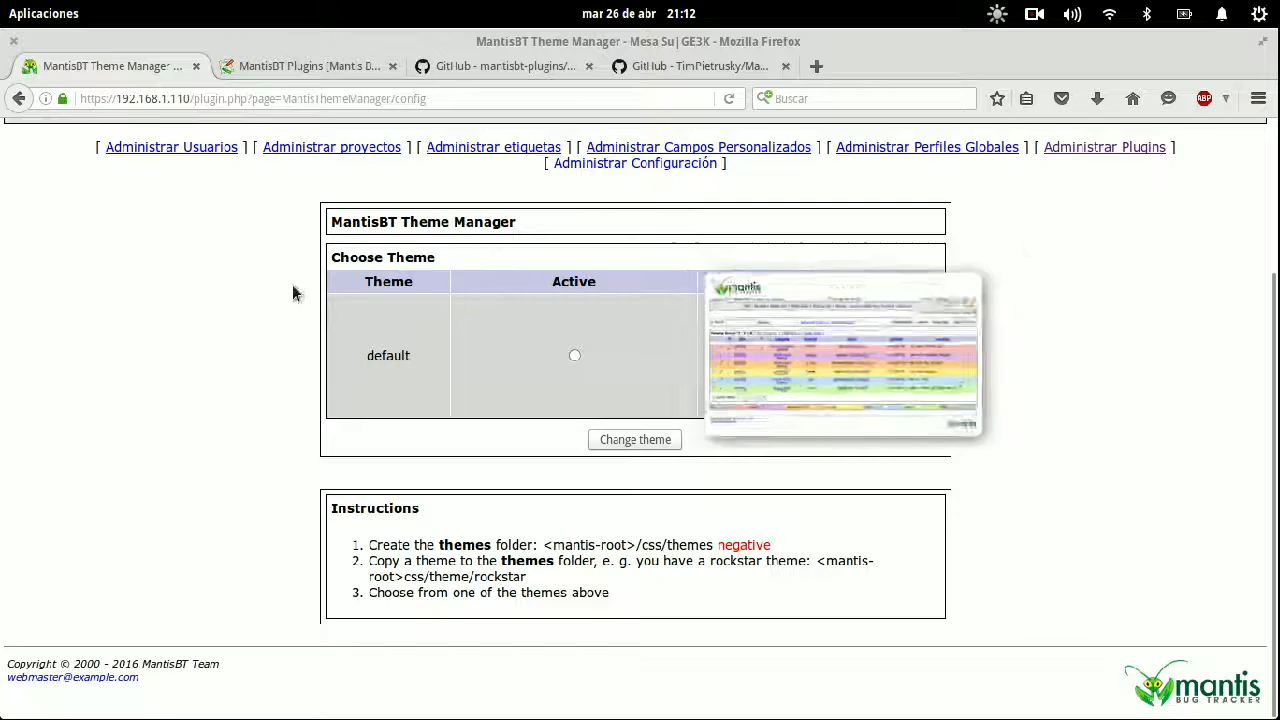 Aplicaciones
mar 26 de abr 21:12
MantisBT Theme Manager - Mesa Su|GE3K - Mozilla Firefox
MantisBT Theme Manager ...
MantisBT Plugins [Mantis B...
GitHub - mantisbt-plugins/...
GitHub - TimPietrusky/Ma...
https://192.168.1.110/plugin.php?page=MantisThemeManager/config
Buscar
ABP
[ Administrar Usuarios ] [ Administrar proyectos ] [ Administrar etiquetas ] [ Administrar Campos Personalizados ] [ Administrar Perfiles Globales ] [ Administrar Plugins ]
[ Administrar Configuración ]
MantisBT Theme Manager
Choose Theme
Theme Active
mantis
default
Change theme
Instructions
1. Create the themes folder: <mantis-root>/css/themes negative
2. Copy a theme to the themes folder, e. g. you have a rockstar theme: <mantis-
root>css/theme/rockstar
3. Choose from one of the themes above
Copyright © 2000 - 2016 MantisBT Team
webmaster@example.com
mantis
BUG TRACKER